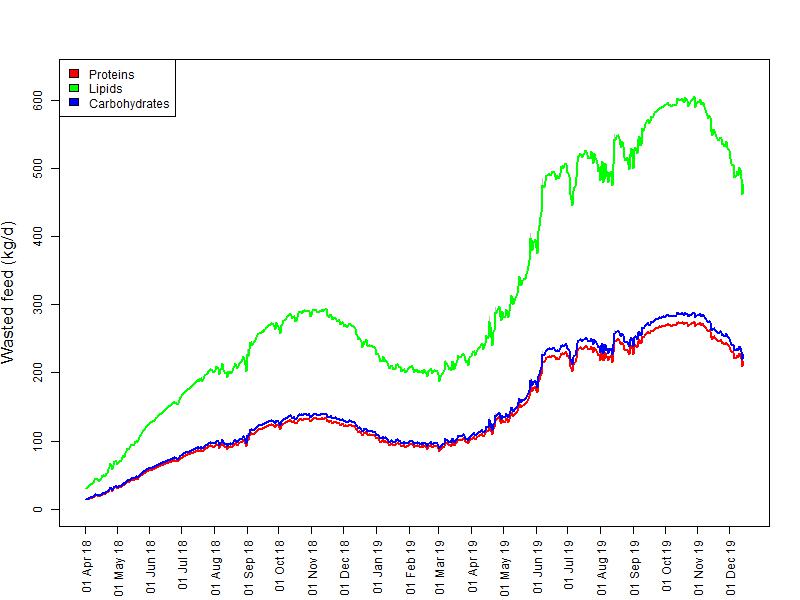 Proteins
Lipids
Carbohydrates
Wasted feed (kg/d)
600
500
400
300
200
100
0
01 Apr 18
01 May 18
01 Jun 18
01 Jul 18
01 Aug 18
01 Sep 18
01 Oct 18
01 Nov 18
01 Dec 18
01 Jan 19
01 Feb 19
01 Mar 19
01 Apr 19
01 May 19
01 Jun 19
01 Jul 19
01 Aug 19
01 Sep 19
01 Oct 19
01 Nov 19
01 Dec 19